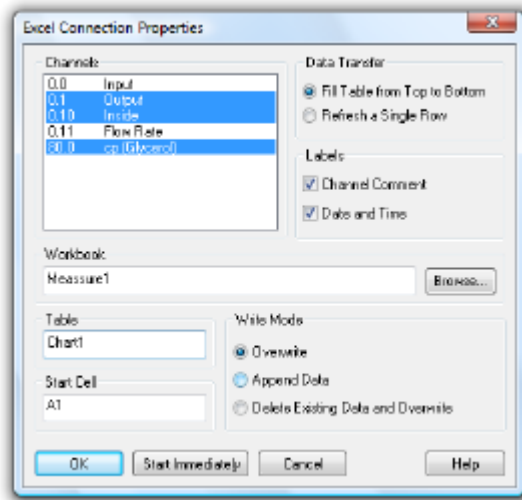 Excel Connection Properties
Channels
0.0 Input
0.1 Output
0.10 Inside
0.11 Flow Rate
80.0 cp (Glycerol)
Data Transfer
Fill Table from Top to Bottom
Refresh a Single Row
Labels
Channel Comment
Date and Time
Workbook
Meassure1
Browse...
Table
Chart1
Start Cell
A1
Write Mode
Overwrite
Append Data
Delete Existing Data and Overwrite
OK
Start Immediately
Cancel
Help